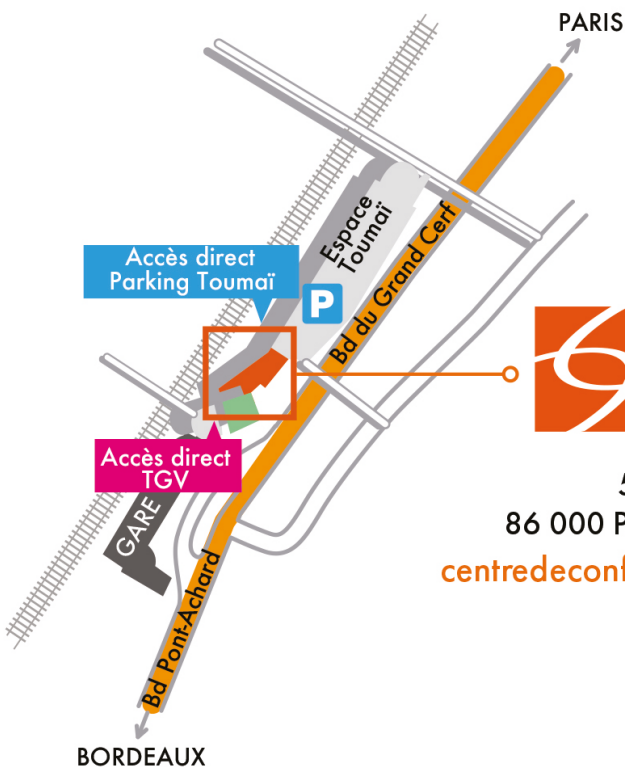 PARIS
Espace
Toumaï
Accès direct
Parking Toumaï
P
Bd du Grand Cerf
Accès direct
TGV
GARE
5
86 000 P
centredeconf
Bd Pont-Achard
BORDEAUX